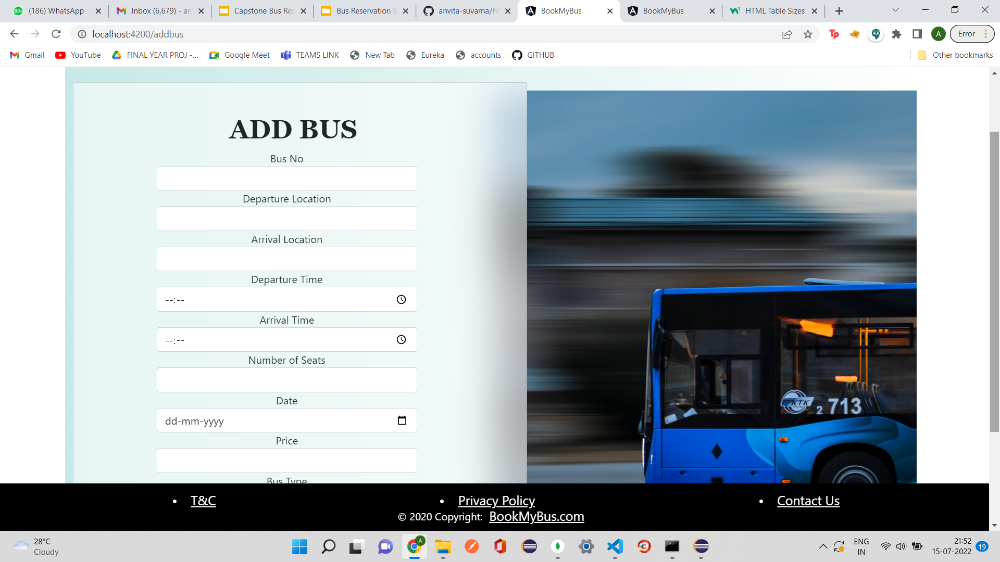 99+ (186) WhatsApp
Inbox (6,679) - an
Capstone Bus Res
Bus Reservation S
anvita-suvarna/Fr
BookMyBus
BookMyBus
HTML Table Sizes
localhost:4200/addbus
Tp
A
Error
Gmail
YouTube
FINAL YEAR PROJ -...
Google Meet
TEAMS LINK
New Tab
Eureka
accounts
GITHUB
Other bookmarks
ADD BUS
Bus No
Departure Location
Arrival Location
Departure Time
--:--
Arrival Time
--:--
Number of Seats
Date
dd-mm-yyyy
Price
Bus Type
KTK 2 713
• T&C
• Privacy Policy
• Contact Us
© 2020 Copyright: BookMyBus.com
28°C
Cloudy
A
ENG
IN
21:52
15-07-2022
19